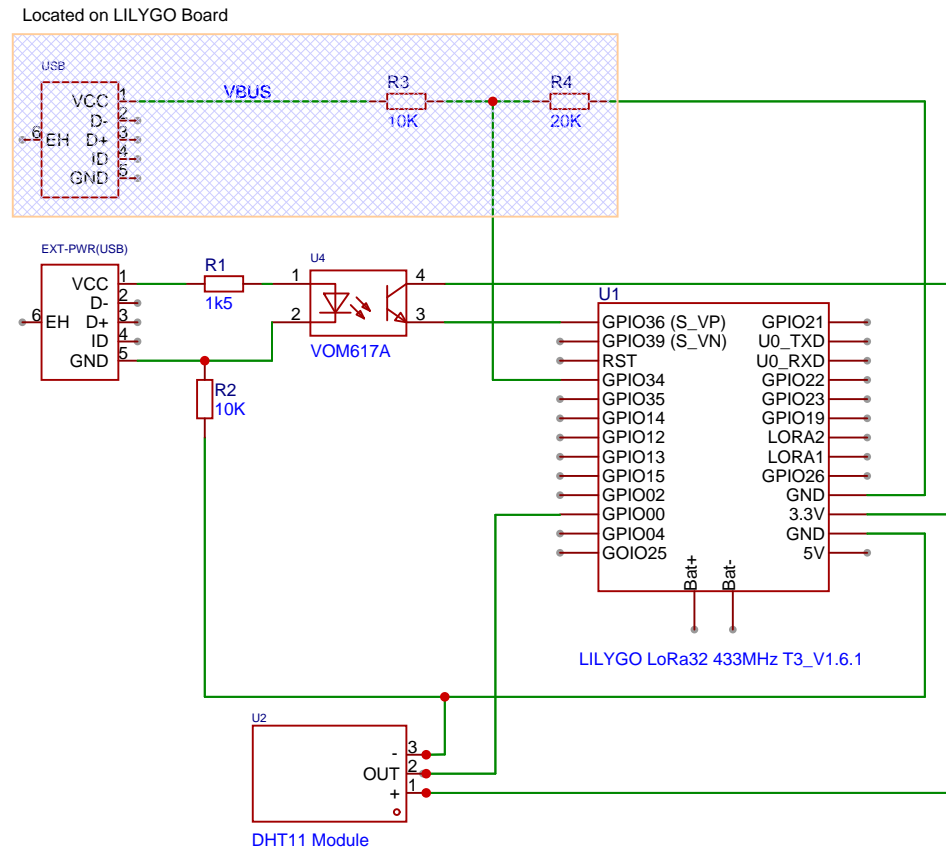 Located on LILYGO Board
USB
VCC 1
D- 2
6 EH D+ 3
ID 4
GND 5
VBUS
R3
10K
R4
20K
EXT-PWR(USB)
VCC 1
D- 2
6 EH D+ 3
ID 4
GND 5
R1
1k5
R2
10K
U4
1 4
2 3
VOM617A
U1
GPIO36 (S_VP) GPIO21
GPIO39 (S_VN) U0_TXD
RST U0_RXD
GPIO34 GPIO22
GPIO35 GPIO23
GPIO14 GPIO19
GPIO12 LORA2
GPIO13 LORA1
GPIO15 GPIO26
GPIO02 GND
GPIO00 3.3V
GPIO04 GND
GOIO25 5V
Bat+ Bat-
LILYGO LoRa32 433MHz T3_V1.6.1
U2
- 3
OUT 2
+ 1
DHT11 Module